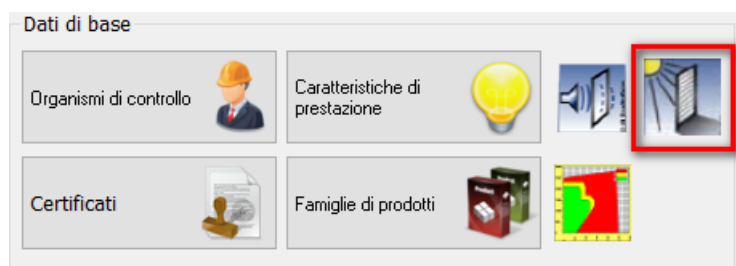 Dati di base
Organismi di controllo
Caratteristiche di
prestazione
Certificati
Famiglie di prodotti